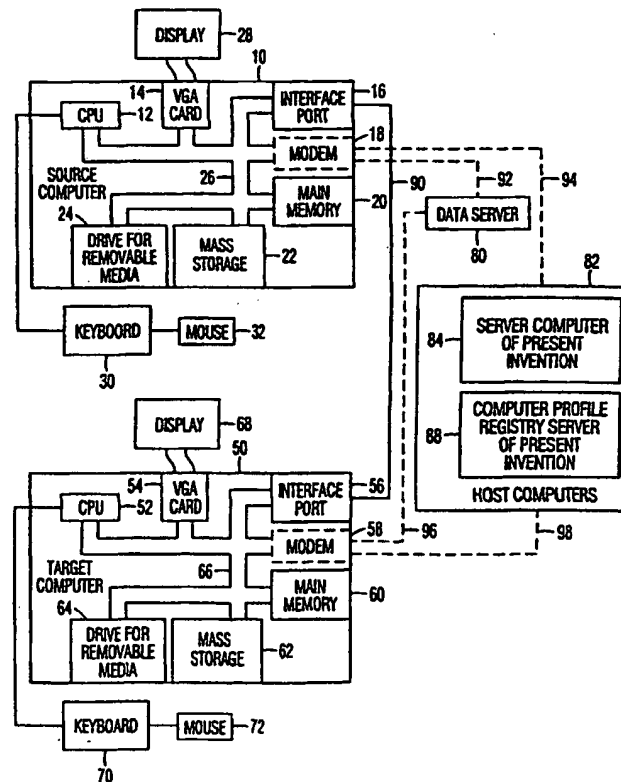 DISPLAY
28
10
14
VGA
CARD
16
INTERFACE
PORT
CPU
12
18
MODEM
SOURCE
COMPUTER
26
24
MAIN
MEMORY
20
90
92
94
DATA SERVER
80
DRIVE FOR
REMOVABLE
MEDIA
MASS
STORAGE
22
82
KEYBOORD
30
MOUSE
32
84
SERVER COMPUTER
OF PRESENT
INVENTION
88
COMPUTER PROFILE
REGISTRY SERVER
OF PRESENT
INVENTION
HOST COMPUTERS
DISPLAY
68
50
54
VGA
CARD
56
INTERFACE
PORT
CPU
52
58
MODEM
96
98
TARGET
COMPUTER
66
64
MAIN
MEMORY
60
DRIVE FOR
REMOVABLE
MEDIA
MASS
STORAGE
62
KEYBOARD
70
MOUSE
72